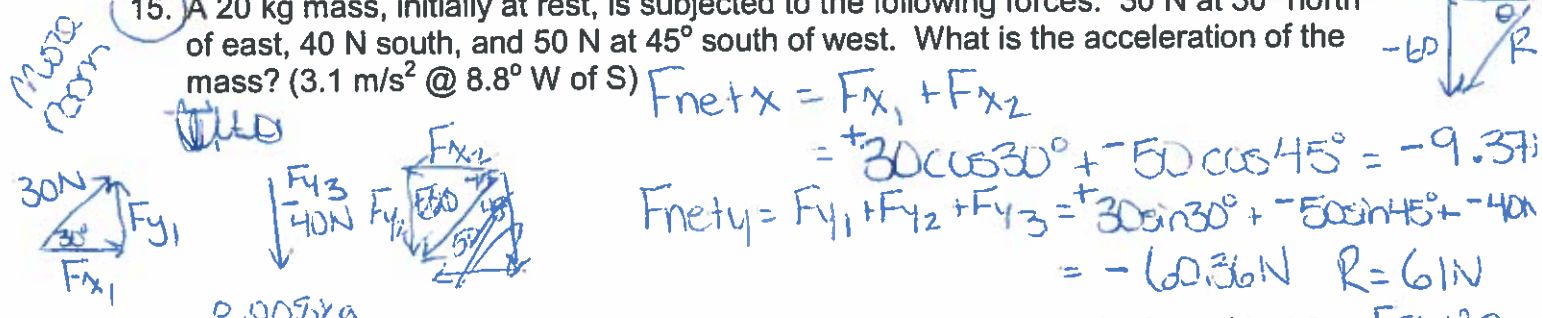 15. A 20 kg mass, initially at rest, is subjected to the following forces: 30 N at 30° north
of east, 40 N south, and 50 N at 45° south of west. What is the acceleration of the
mass? (3.1 m/s² @ 8.8° W of S)
-60
R
Fnetx = Fx₁ + Fx₂
= +30cos30° + -50cos45° = -9.37
Fnety = Fy₁ + Fy₂ + Fy₃ = +30sin30° + -50sin45° + -40N
= -60.36N R = 61N
30N
30°
Fy₁
Fx₁
Fy3
-40N
Fx₂
Fy₂
50